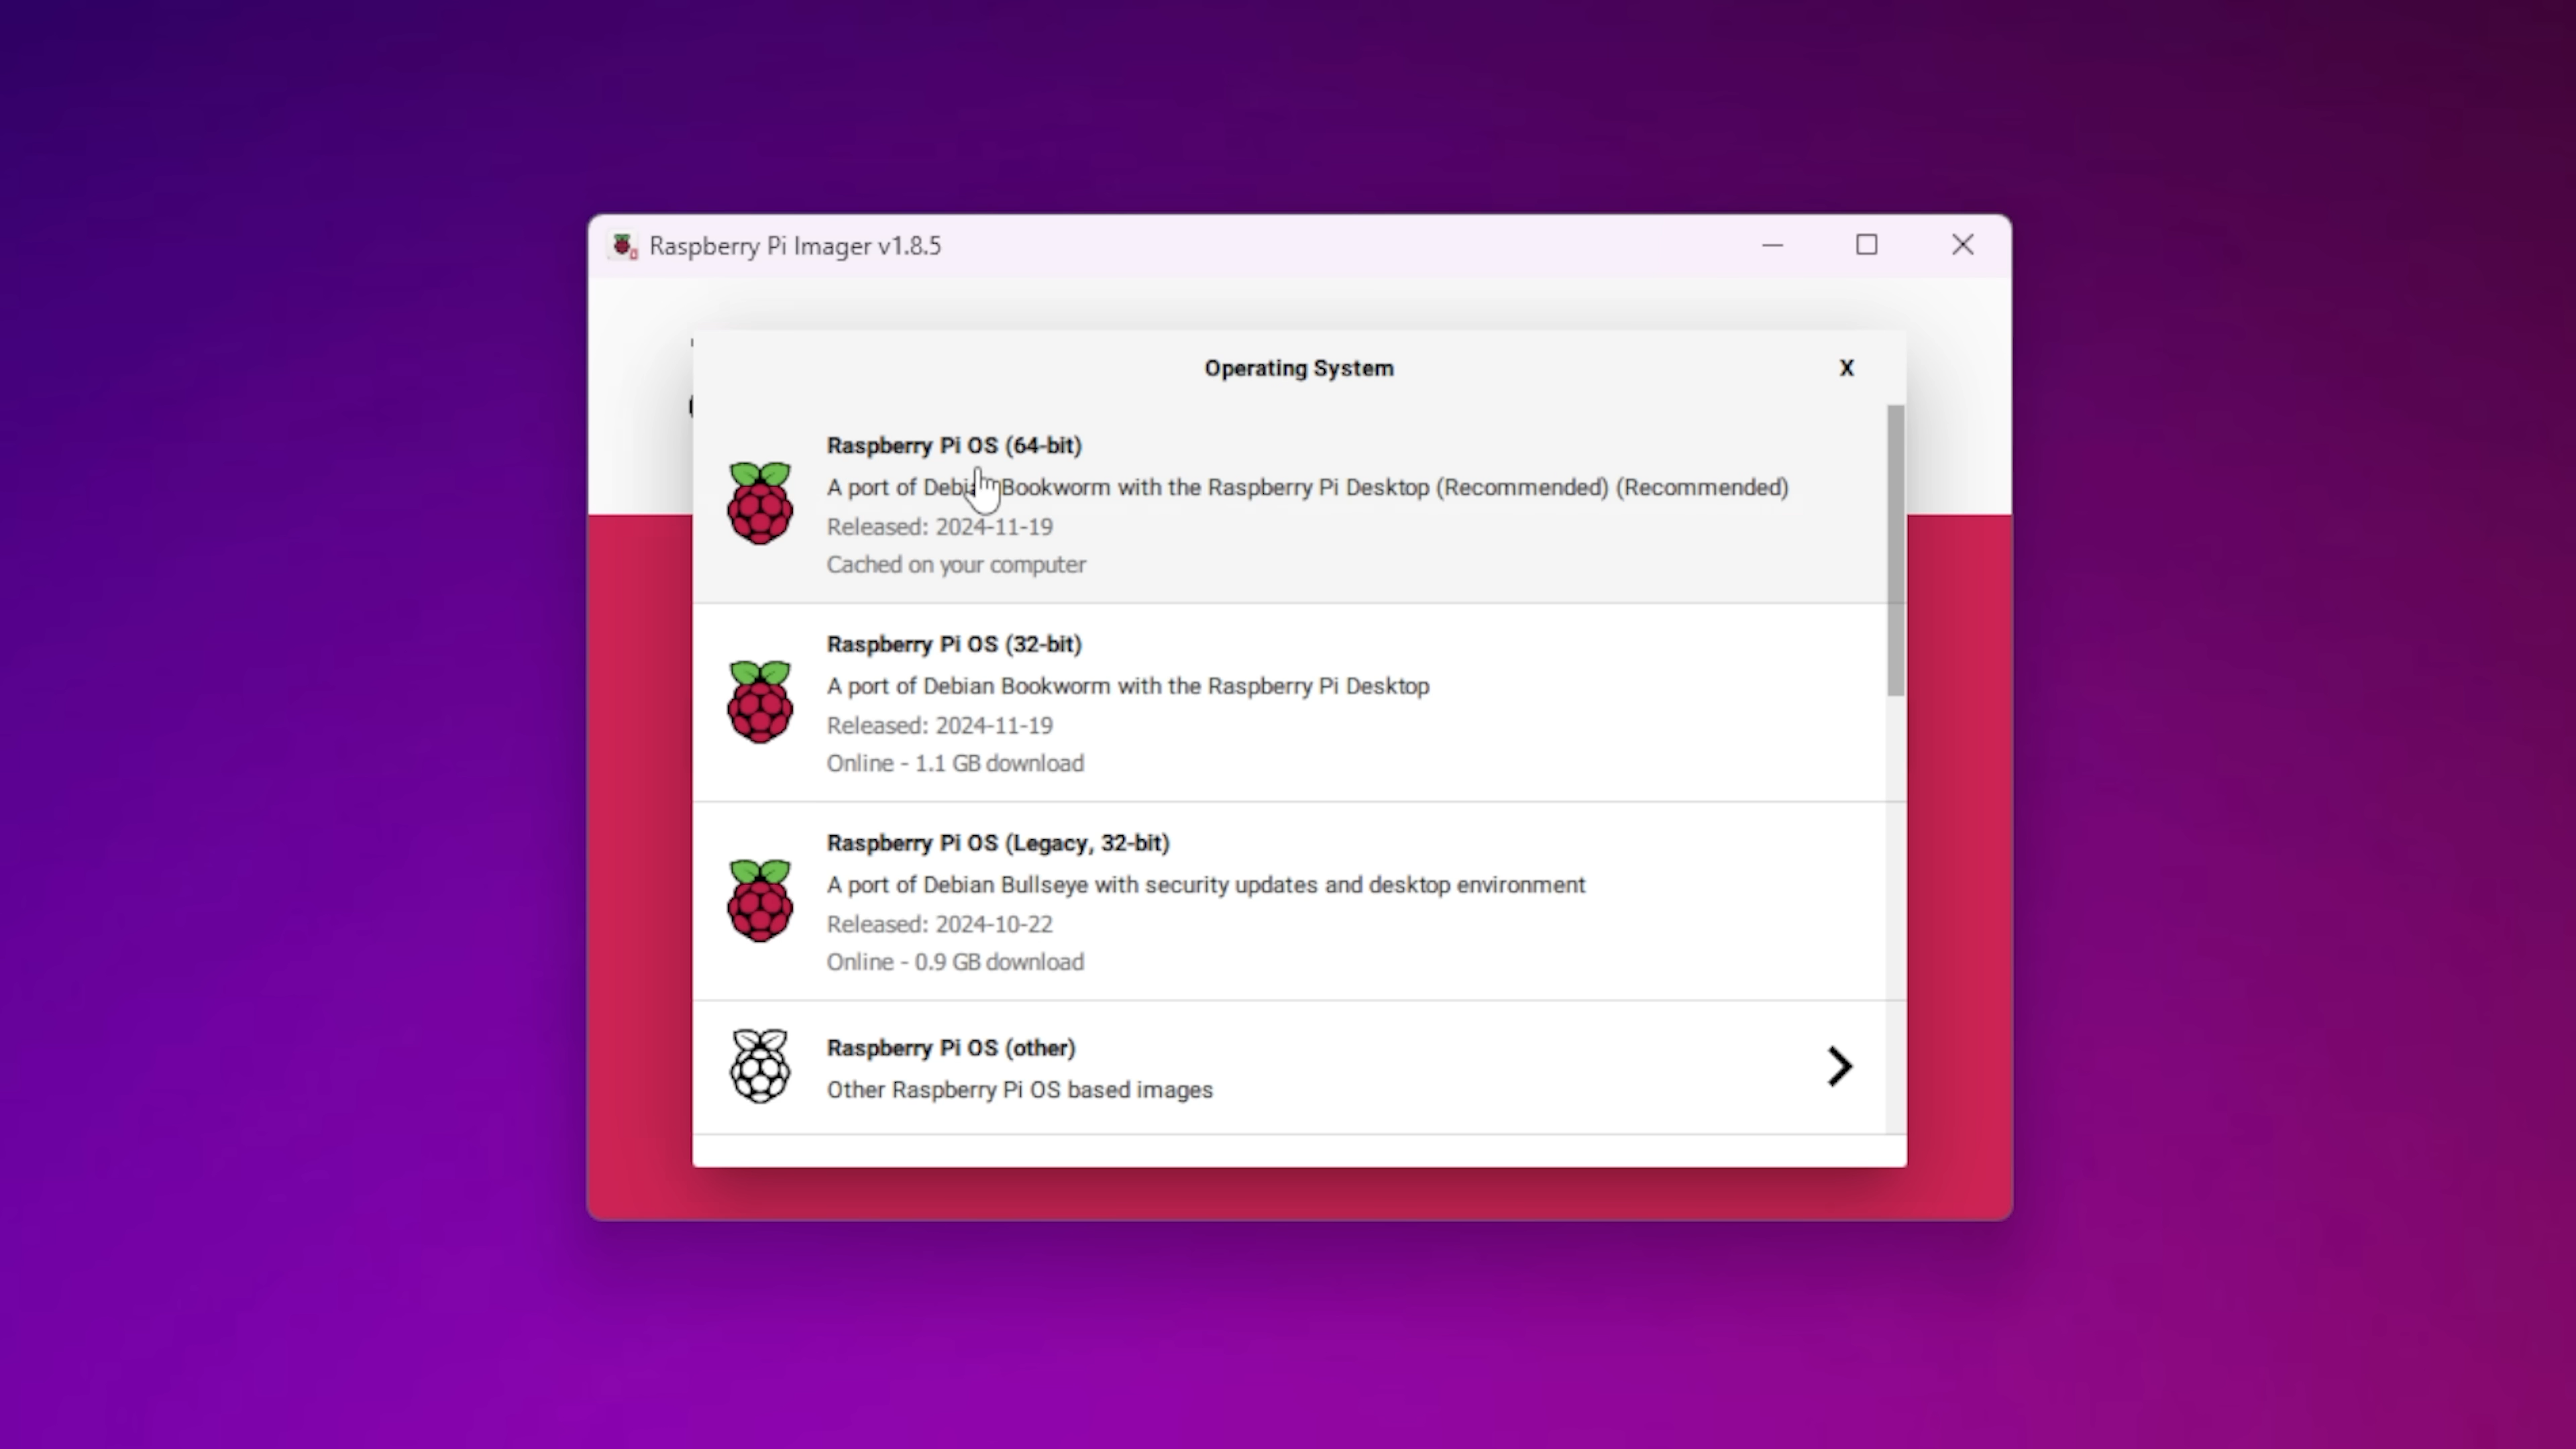 Raspberry Pi Imager v1.8.5
Operating System
X
Raspberry Pi OS (64-bit)
A port of Debian Bookworm with the Raspberry Pi Desktop (Recommended) (Recommended)
Released: 2024-11-19
Cached on your computer
Raspberry Pi OS (32-bit)
A port of Debian Bookworm with the Raspberry Pi Desktop
Released: 2024-11-19
Online - 1.1 GB download
Raspberry Pi OS (Legacy, 32-bit)
A port of Debian Bullseye with security updates and desktop environment
Released: 2024-10-22
Online - 0.9 GB download
Raspberry Pi OS (other)
Other Raspberry Pi OS based images